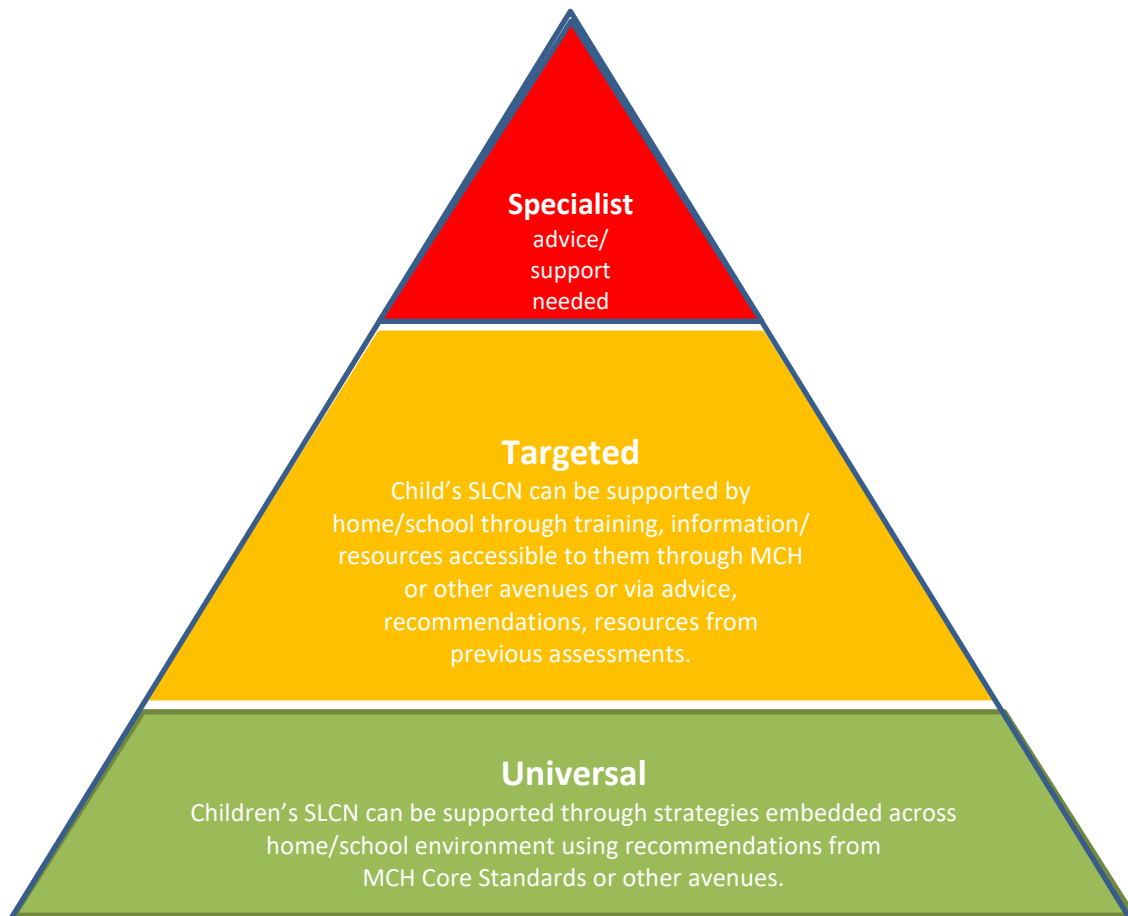 Specialist
advice/
support
needed
Targeted
Child’s SLCN can be supported by
home/school through training, information/
resources accessible to them through MCH
or other avenues or via advice,
recommendations, resources from
previous assessments.
Universal
Children’s SLCN can be supported through strategies embedded across
home/school environment using recommendations from
MCH Core Standards or other avenues.